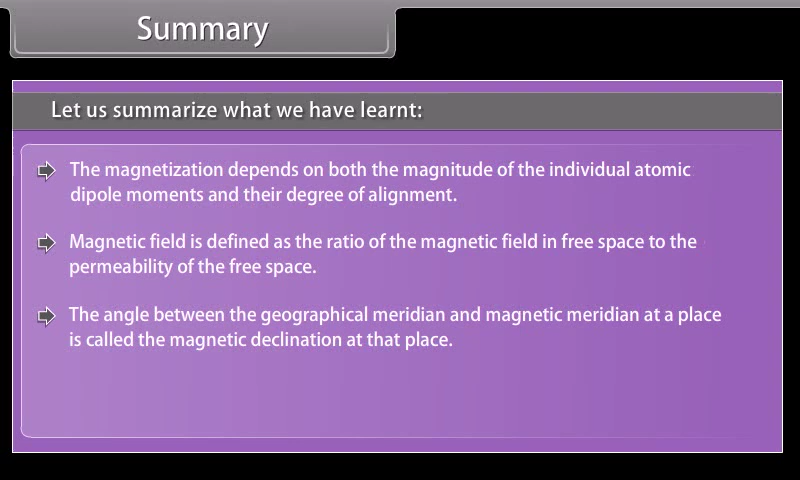 Summary
Let us summarize what we have learnt:
The magnetization depends on both the magnitude of the individual atomic
dipole moments and their degree of alignment.
Magnetic field is defined as the ratio of the magnetic field in free space to the
permeability of the free space.
The angle between the geographical meridian and magnetic meridian at a place
is called the magnetic declination at that place.